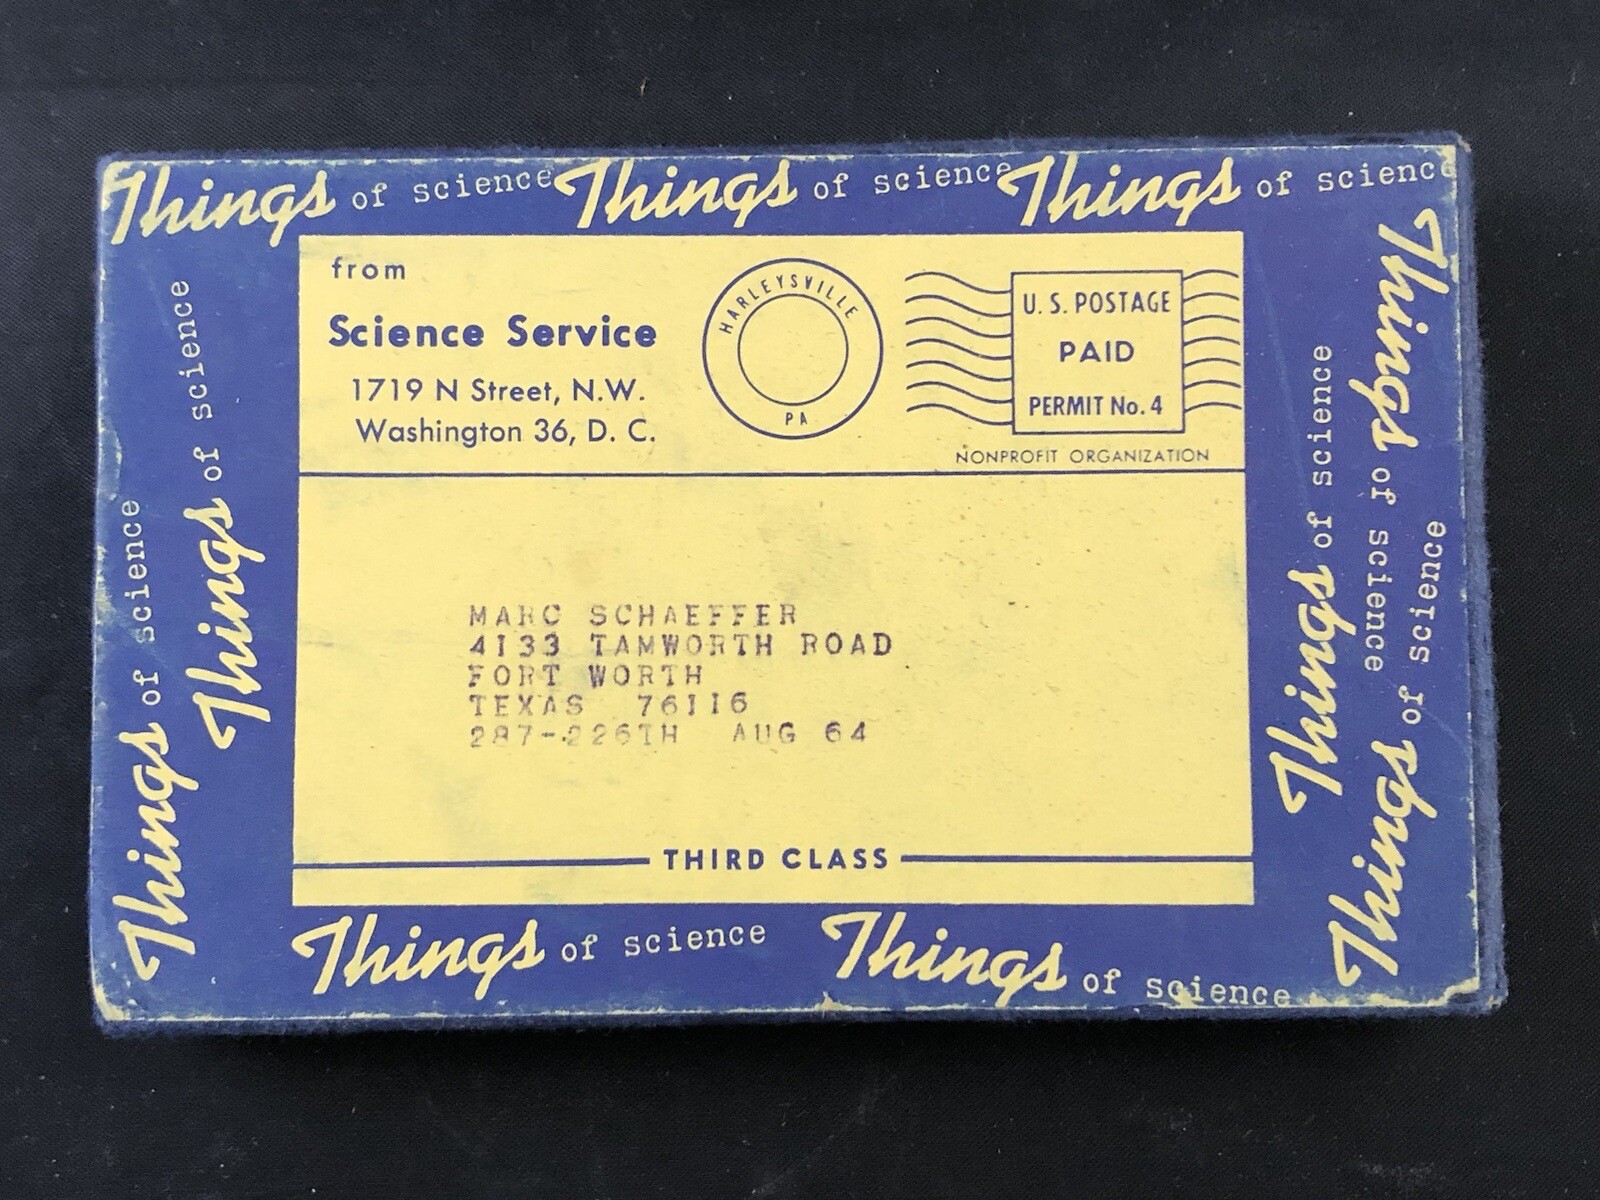 Things of science Things of science Things of science
from
Science Service
1719 N Street, N.W.
Washington 36, D. C.
HARLEYSVILLE
PA
U. S. POSTAGE
PAID
PERMIT No. 4
NONPROFIT ORGANIZATION
MARC SCHAEFFER
4133 TAMWORTH ROAD
FORT WORTH
TEXAS 76116
287-226TH AUG 64
THIRD CLASS
Things of science
Things of science
Things of science
Things of science
Things of science
Things of science Things of science